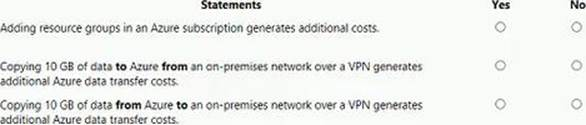 Statements Yes No
Adding resource groups in an Azure subscription generates additional costs.
Copying 10 GB of data to Azure from an on-premises network over a VPN generates
additional Azure data transfer costs.
Copying 10 GB of data from Azure to an on-premises network over a VPN generates
additional Azure data transfer costs.